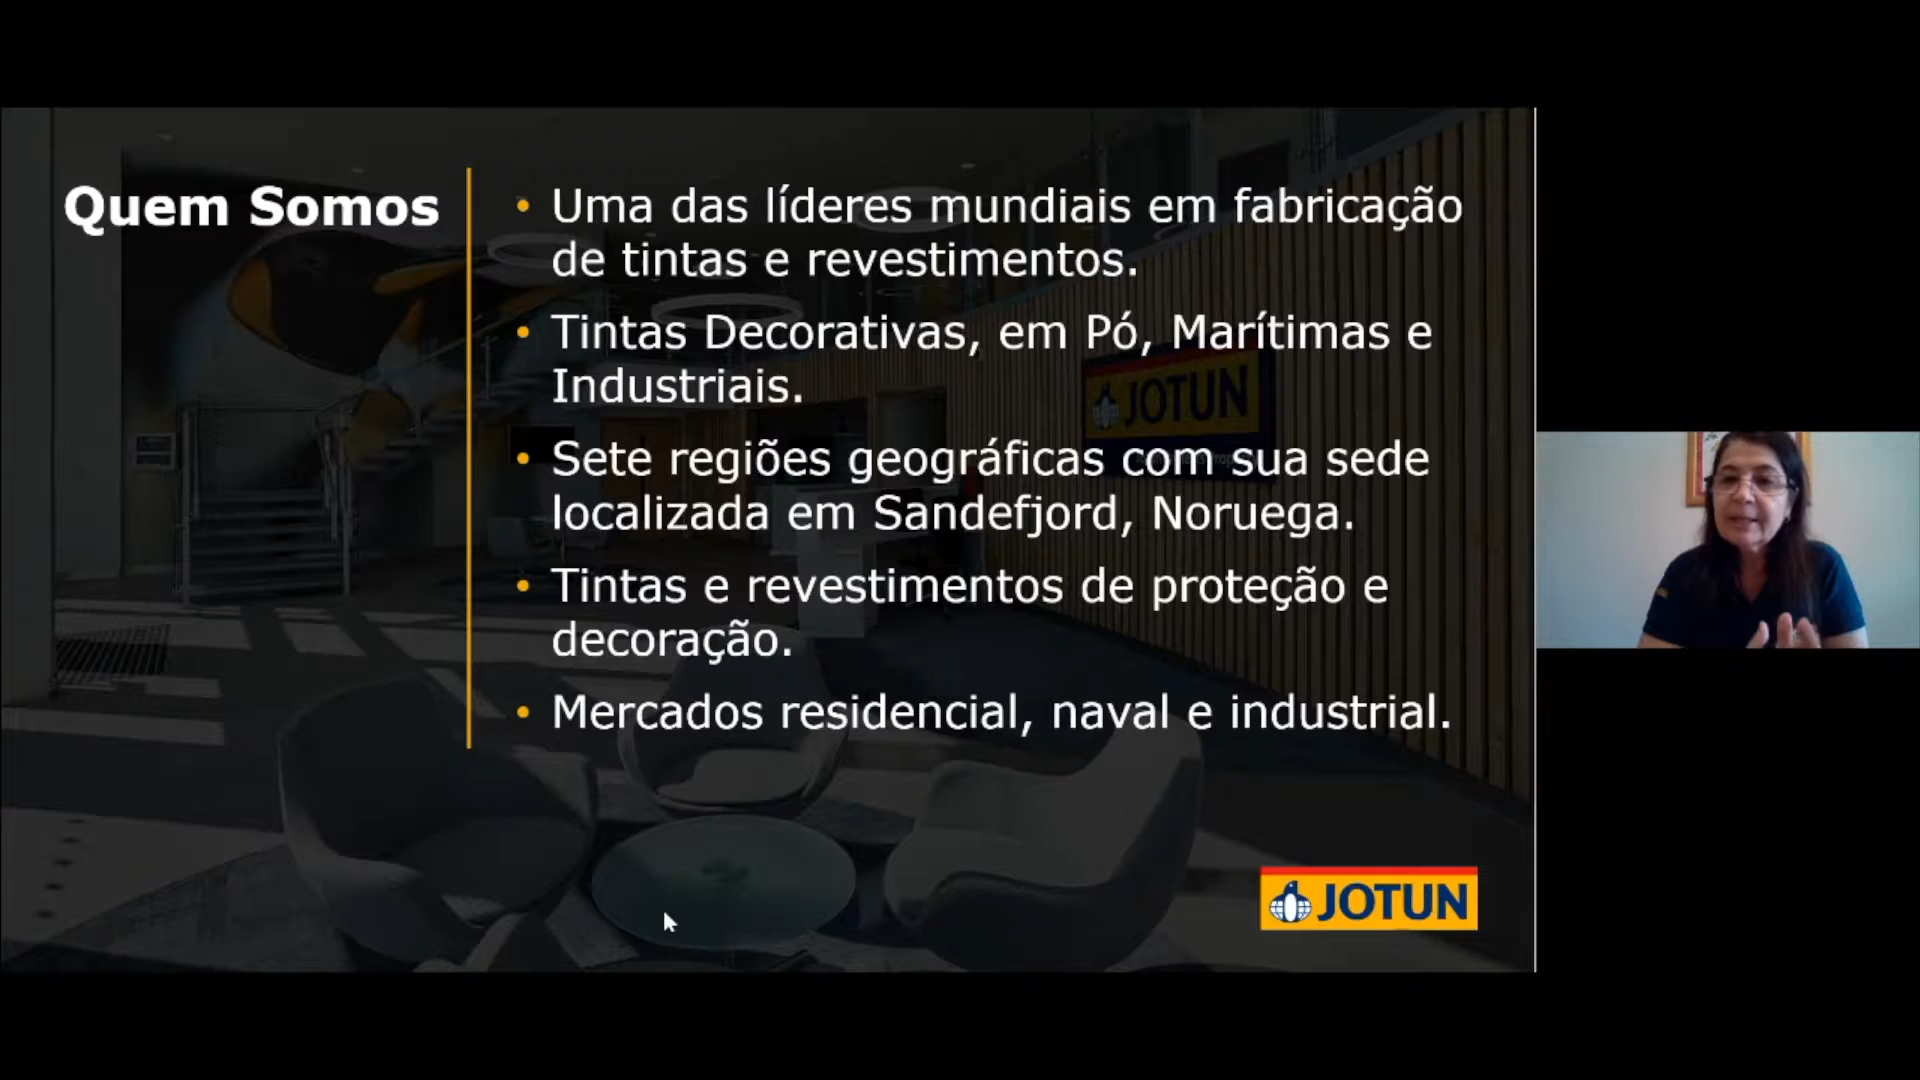 Quem Somos
• Uma das líderes mundiais em fabricação
de tintas e revestimentos.
• Tintas Decorativas, em Pó, Marítimas e
Industriais.
JOTUN
• Sete regiões geográficas com sua sede
localizada em Sandefjord, Noruega.
• Tintas e revestimentos de proteção e
decoração.
• Mercados residencial, naval e industrial.
JOTUN